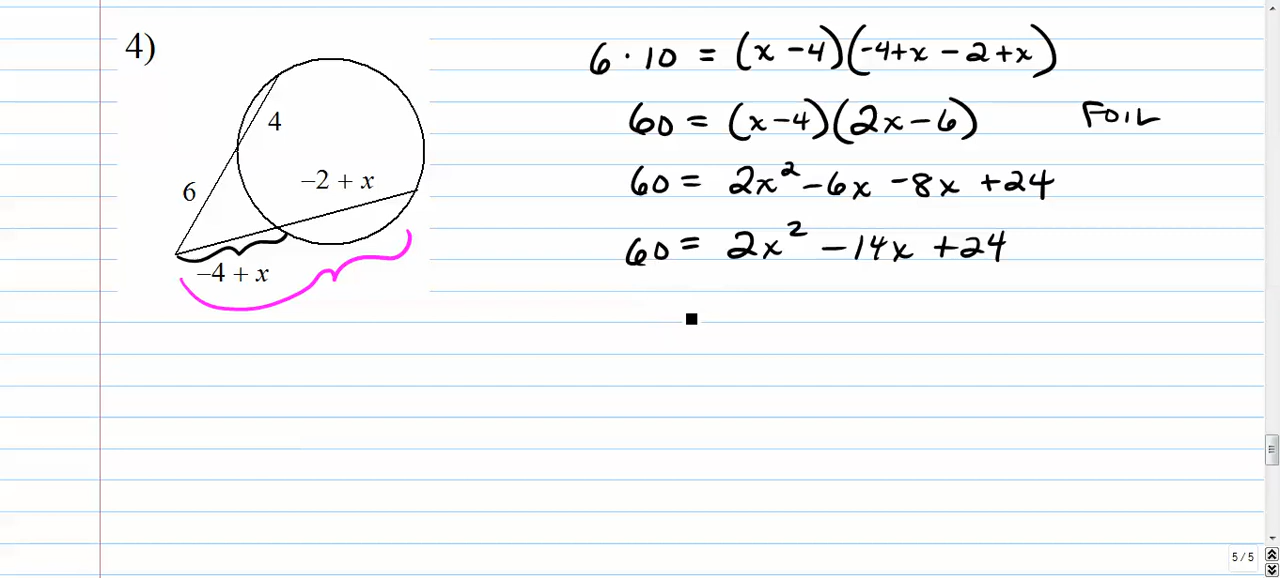 4)
4
6
−2 + x
−4 + x
6 · 10 = (x − 4)(-4+x − 2 + x)
60 = (x − 4)(2x − 6) FOIL
60 = 2x² − 6x − 8x + 24
60 = 2x² − 14x + 24
5 / 5